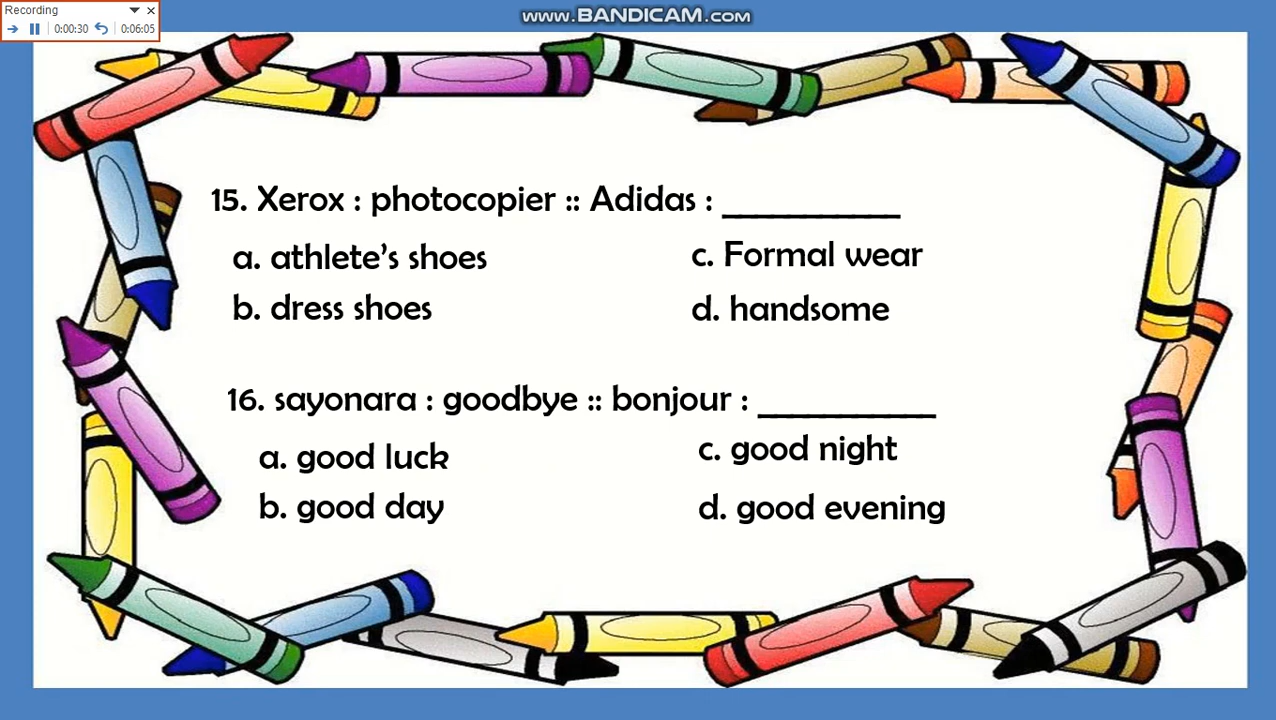 Recording
0:00:30 0:06:05
www.BANDICAM.com
15. Xerox : photocopier :: Adidas : ___________
a. athlete’s shoes
c. Formal wear
b. dress shoes
d. handsome
16. sayonara : goodbye :: bonjour : ___________
a. good luck
c. good night
b. good day
d. good evening